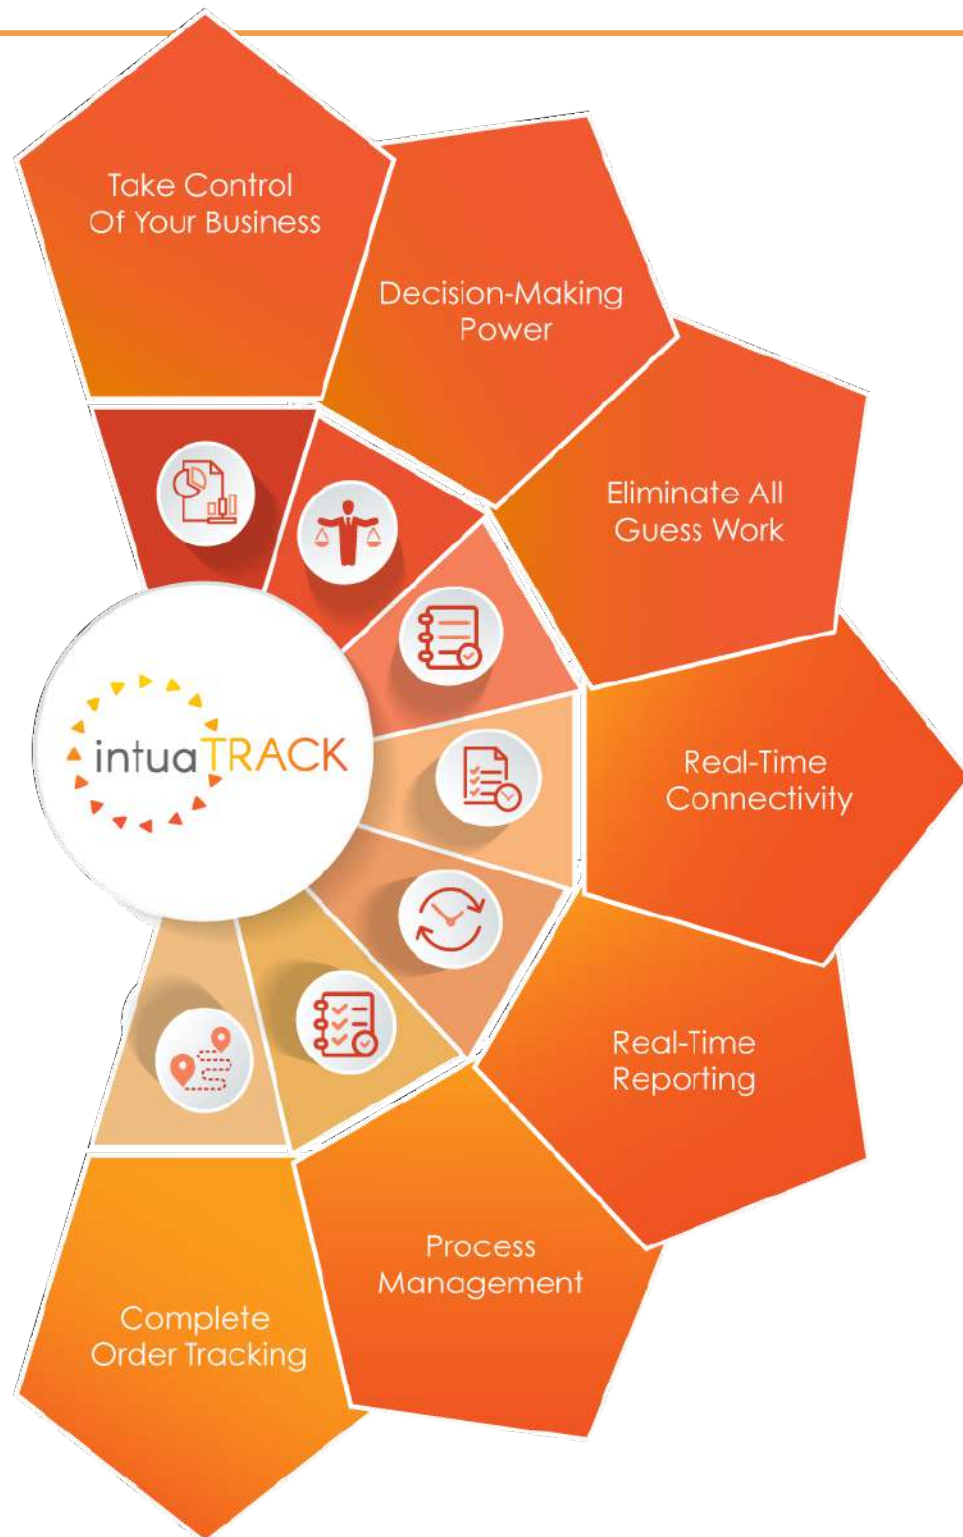 Take Control
Of Your Business
Decision-Making
Power
Eliminate All
Guess Work
intuaTRACK
Real-Time
Connectivity
Real-Time
Reporting
Process
Management
Complete
Order Tracking